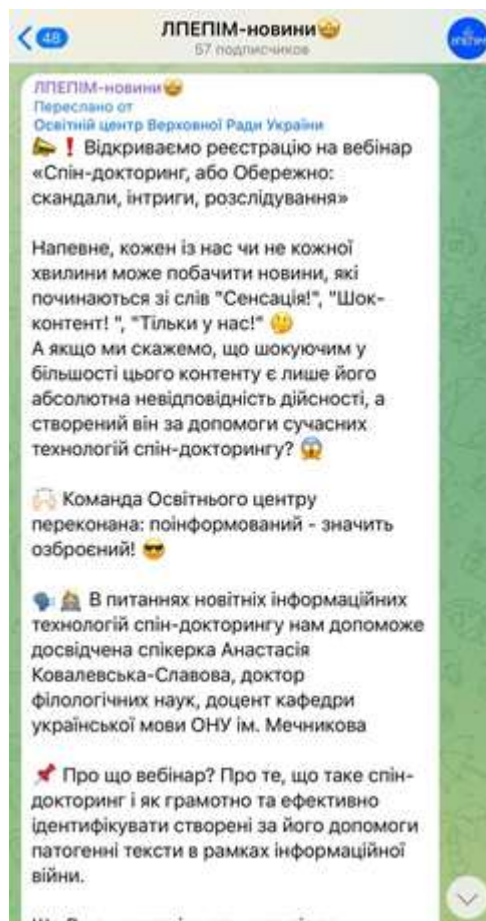 48
ЛПЕПІМ-новини🤩
57 подписчиков
ЛПЕПІМ-новини🤩
Переслано от
Освітній центр Верховної Ради України
❗ Відкриваємо реєстрацію на вебінар
«Спін-докторинг, або Обережно:
скандали, інтриги, розслідування»
Напевне, кожен із нас чи не кожної
хвилини може побачити новини, які
починаються зі слів "Сенсація!", "Шок-
контент! ", "Тільки у нас!" 🤔
А якщо ми скажемо, що шокуючим у
більшості цього контенту є лише його
абсолютна невідповідність дійсності, а
створений він за допомоги сучасних
технологій спін-докторингу? 😱
🙌🏻 Команда Освітнього центру
переконана: поінформований - значить
озброєний! 😎
🗣 В питаннях новітніх інформаційних
технологій спін-докторингу нам допоможе
досвідчена спікерка Анастасія
Ковалевська-Славова, доктор
філологічних наук, доцент кафедри
української мови ОНУ ім. Мечникова
📌 Про що вебінар? Про те, що таке спін-
докторинг і як грамотно та ефективно
ідентифікувати створені за його допомоги
патогенні тексти в рамках інформаційної
війни.